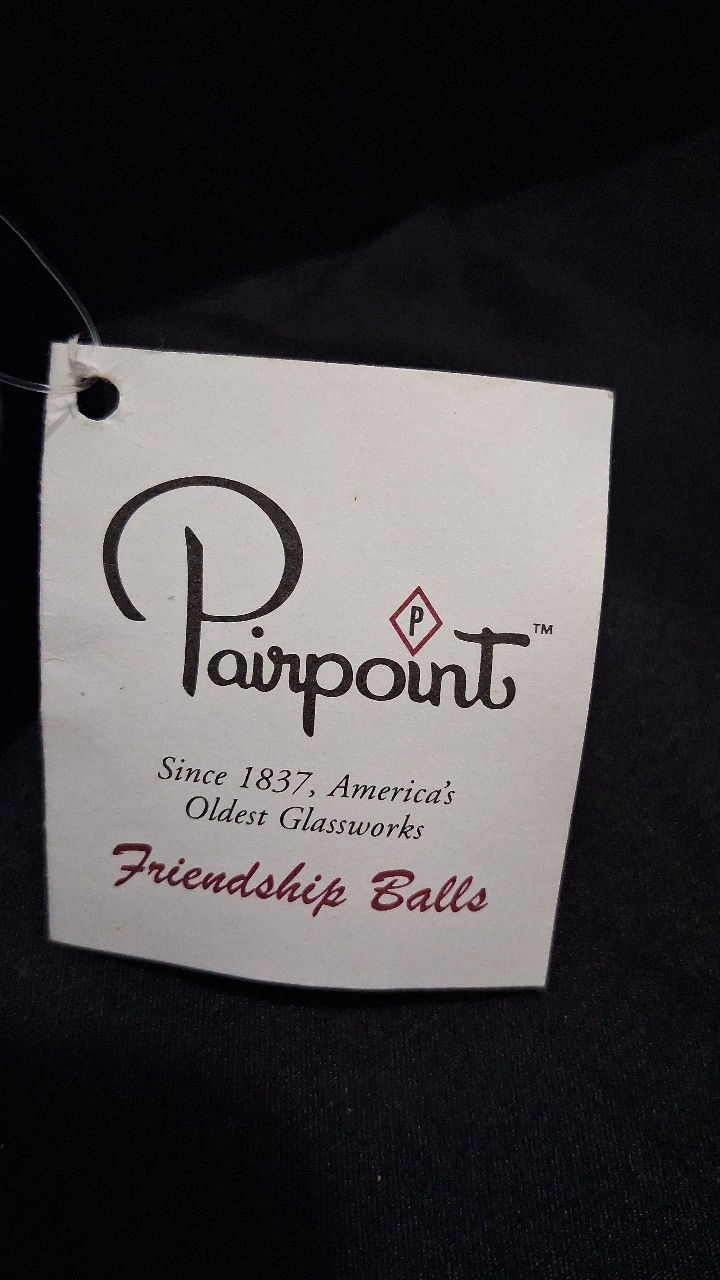 Pairpoint™
P
Since 1837, America's
Oldest Glassworks
Friendship Balls